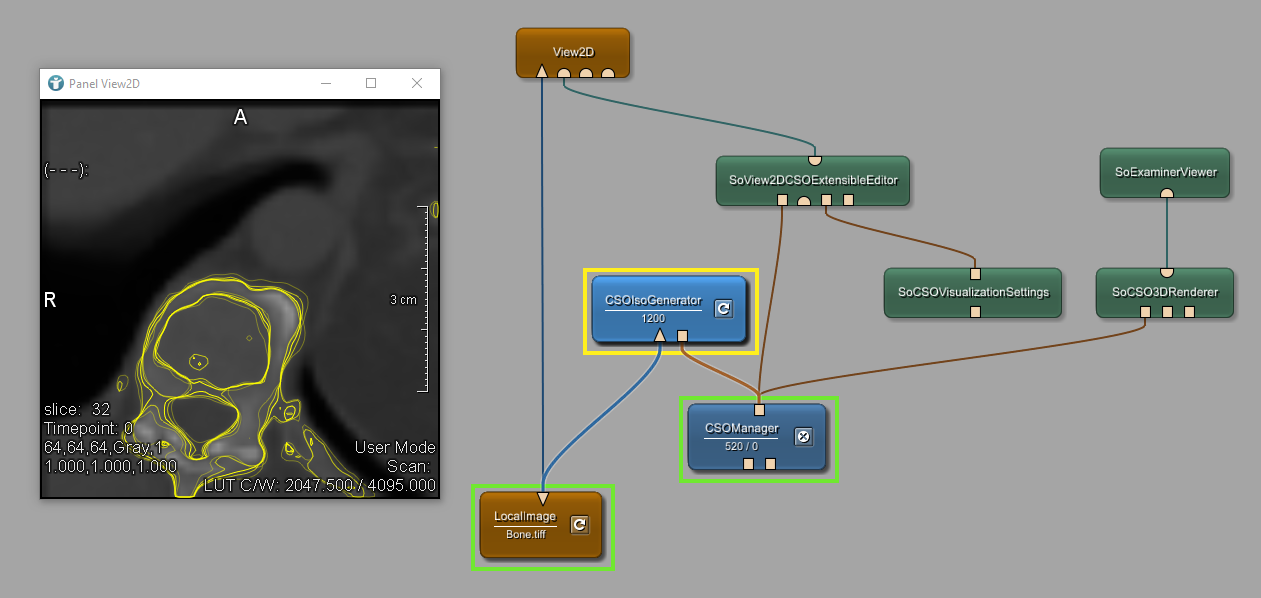 Panel View2D
A
(- - -):
R
3 cm
slice: 32
Timepoint: 0
64,64,64,Gray,1
1.000,1.000,1.000
User Mode
Scan:
LUT C/W: 2047.500 / 4095.000
View2D
SoView2DCSOExtensibleEditor
SoExaminerViewer
CSOIsoGenerator
1200
SoCSOVisualizationSettings
SoCSO3DRenderer
CSOManager
520 / 0
LocalImage
Bone.tiff